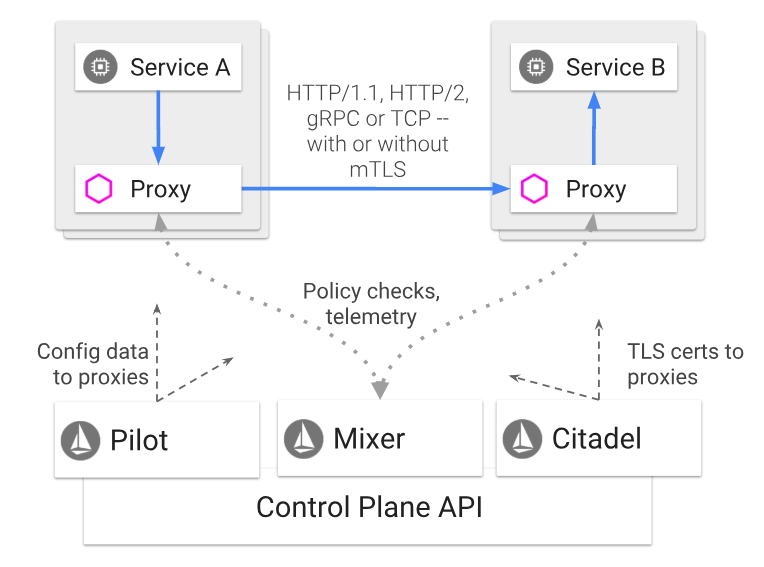 Service A
Service B
HTTP/1.1, HTTP/2,
gRPC or TCP --
with or without
mTLS
Proxy
Proxy
Policy checks,
telemetry
Config data
to proxies
TLS certs to
proxies
Pilot
Mixer
Citadel
Control Plane API